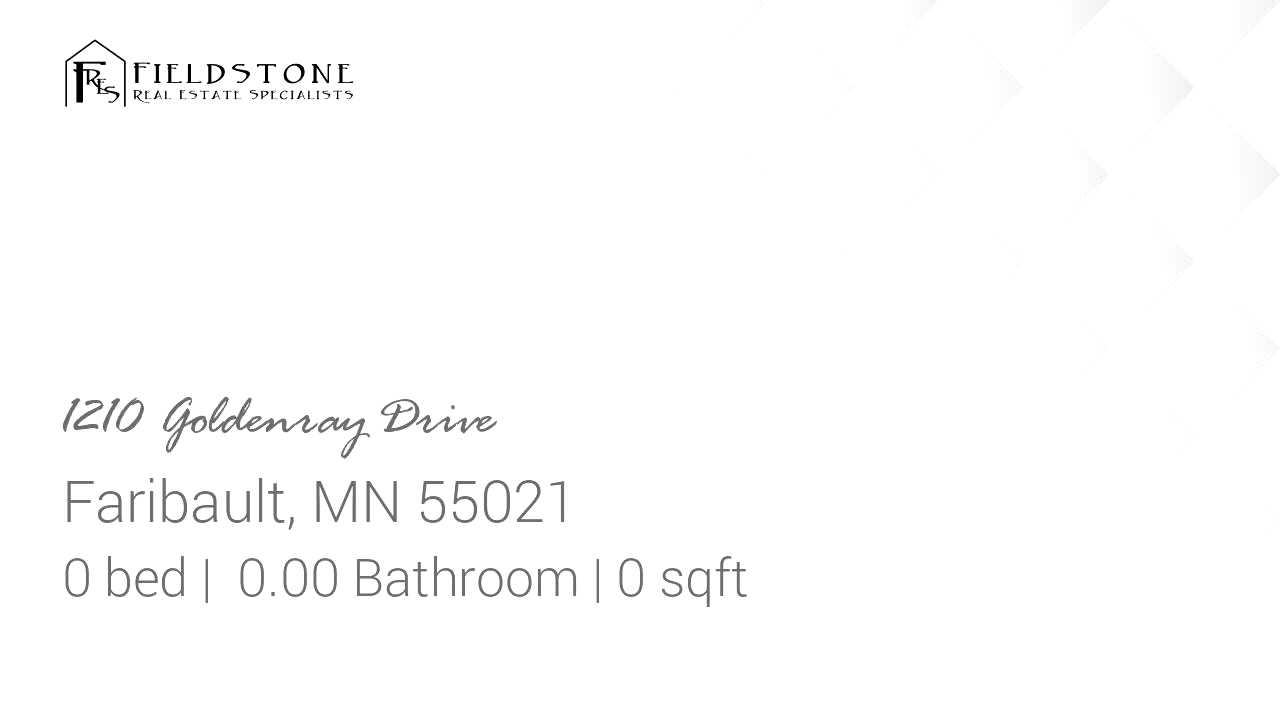 FRES
FIELDSTONE
REAL ESTATE SPECIALISTS
1210 Goldenray Drive
Faribault, MN 55021
0 bed | 0.00 Bathroom | 0 sqft